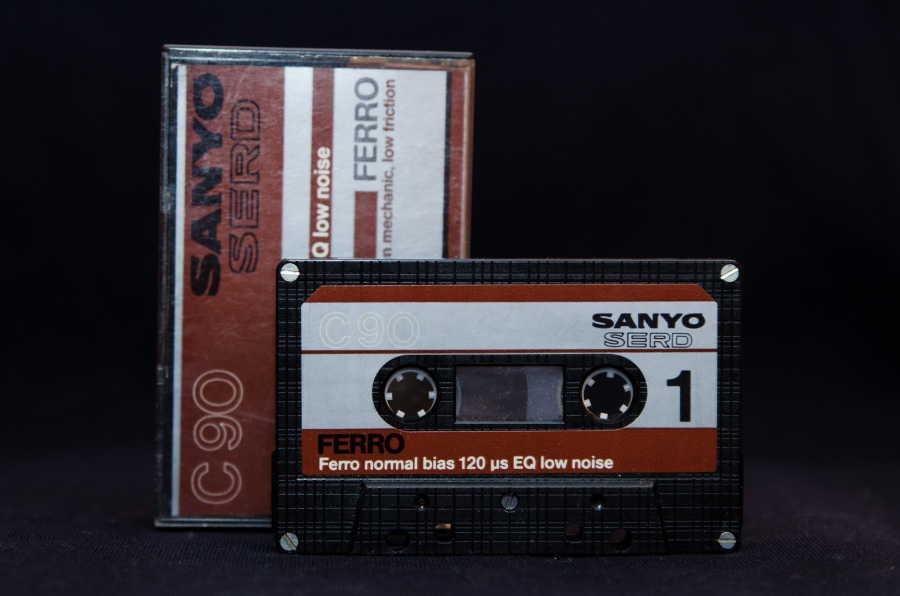 SANYO
SERD
C90
EQ low noise
FERRO
mechanic, low friction
C90
SANYO
SERD
1
FERRO
Ferro normal bias 120 µs EQ low noise